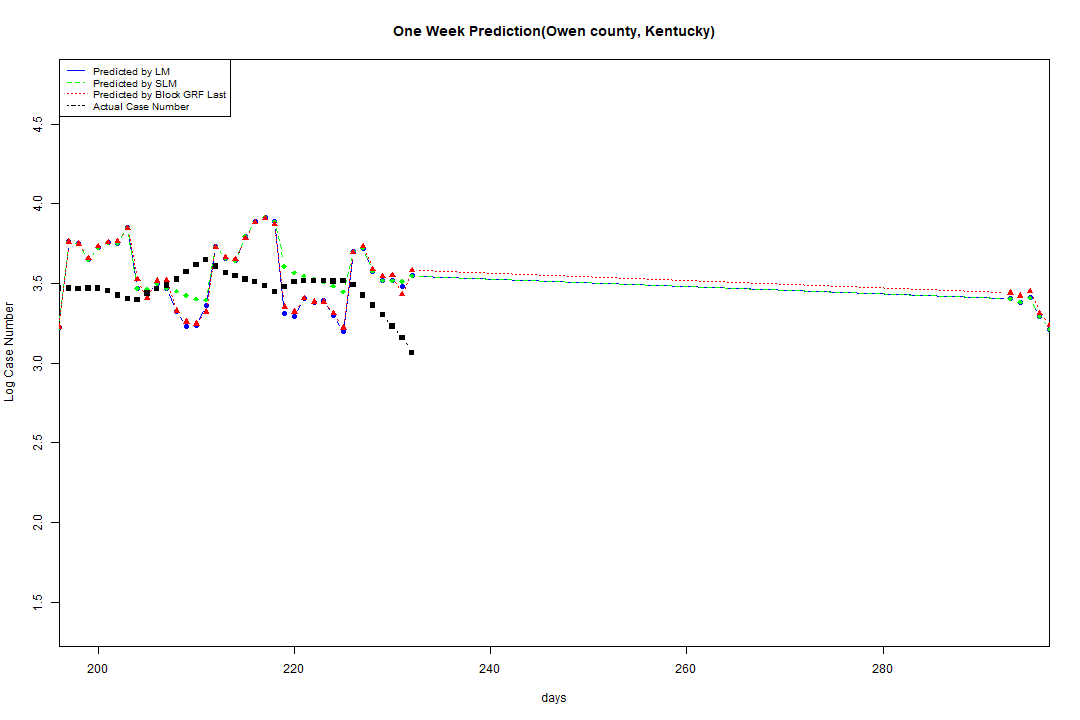 One Week Prediction(Owen county, Kentucky)
Predicted by LM
Predicted by SLM
Predicted by Block GRF Last
Actual Case Number
Log Case Number
4.5
4.0
3.5
3.0
2.5
2.0
1.5
200 220 240 260 280
days